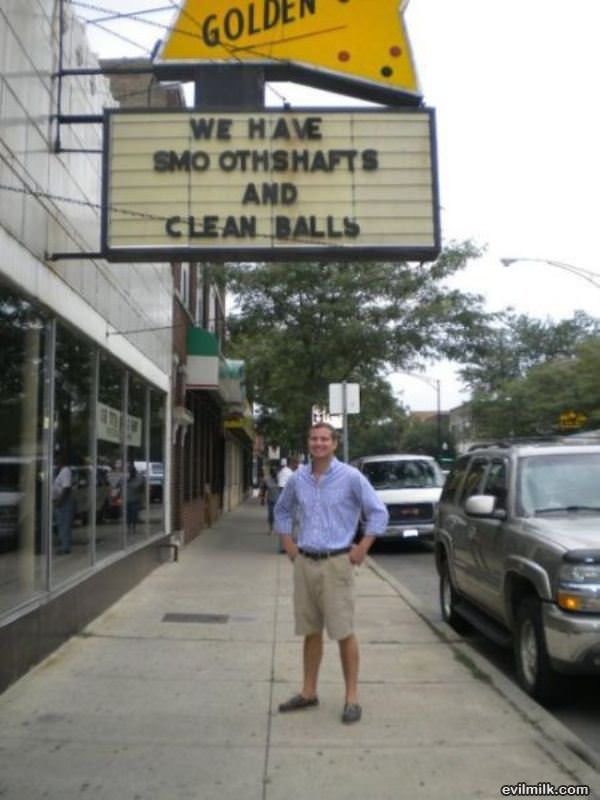 GOLDEN
WE HAVE
SMO OTHSHAFTS
AND
CLEAN BALLS
evilmilk.com